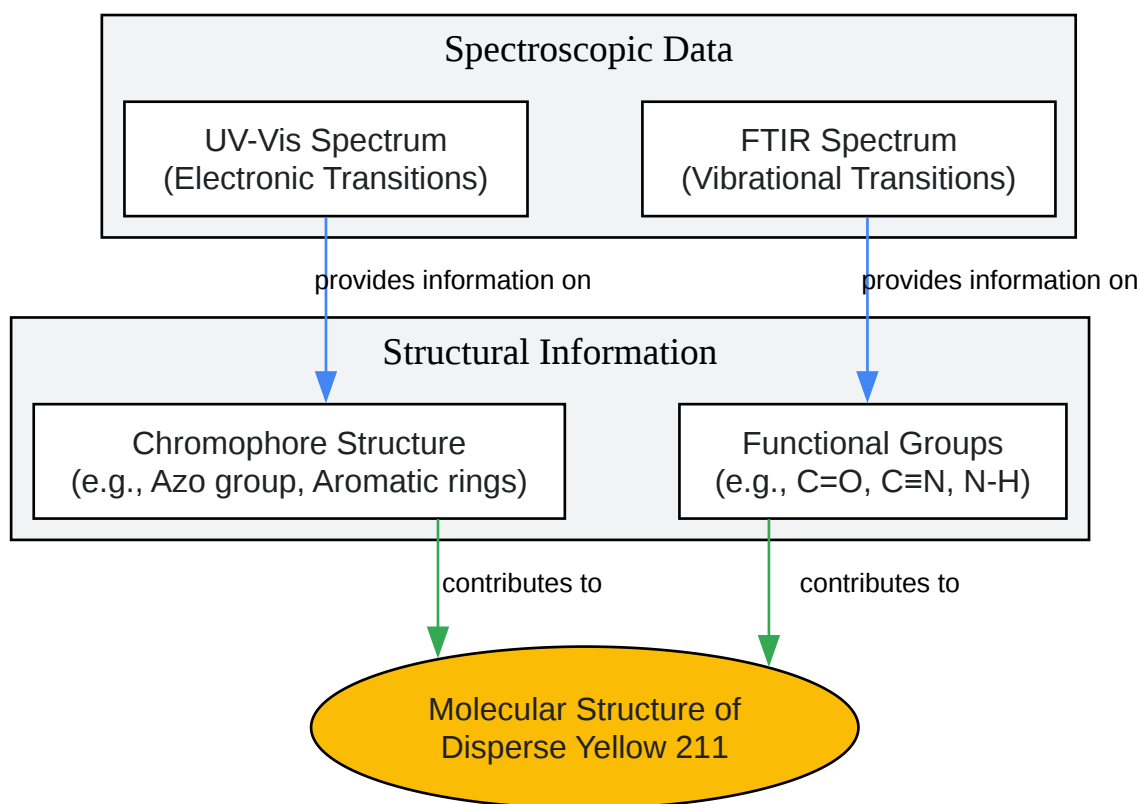 Spectroscopic Data
UV-Vis Spectrum
(Electronic Transitions)
FTIR Spectrum
(Vibrational Transitions)
provides information on
provides information on
Structural Information
Chromophore Structure
(e.g., Azo group, Aromatic rings)
Functional Groups
(e.g., C=O, C≡N, N-H)
contributes to
contributes to
Molecular Structure of
Disperse Yellow 211